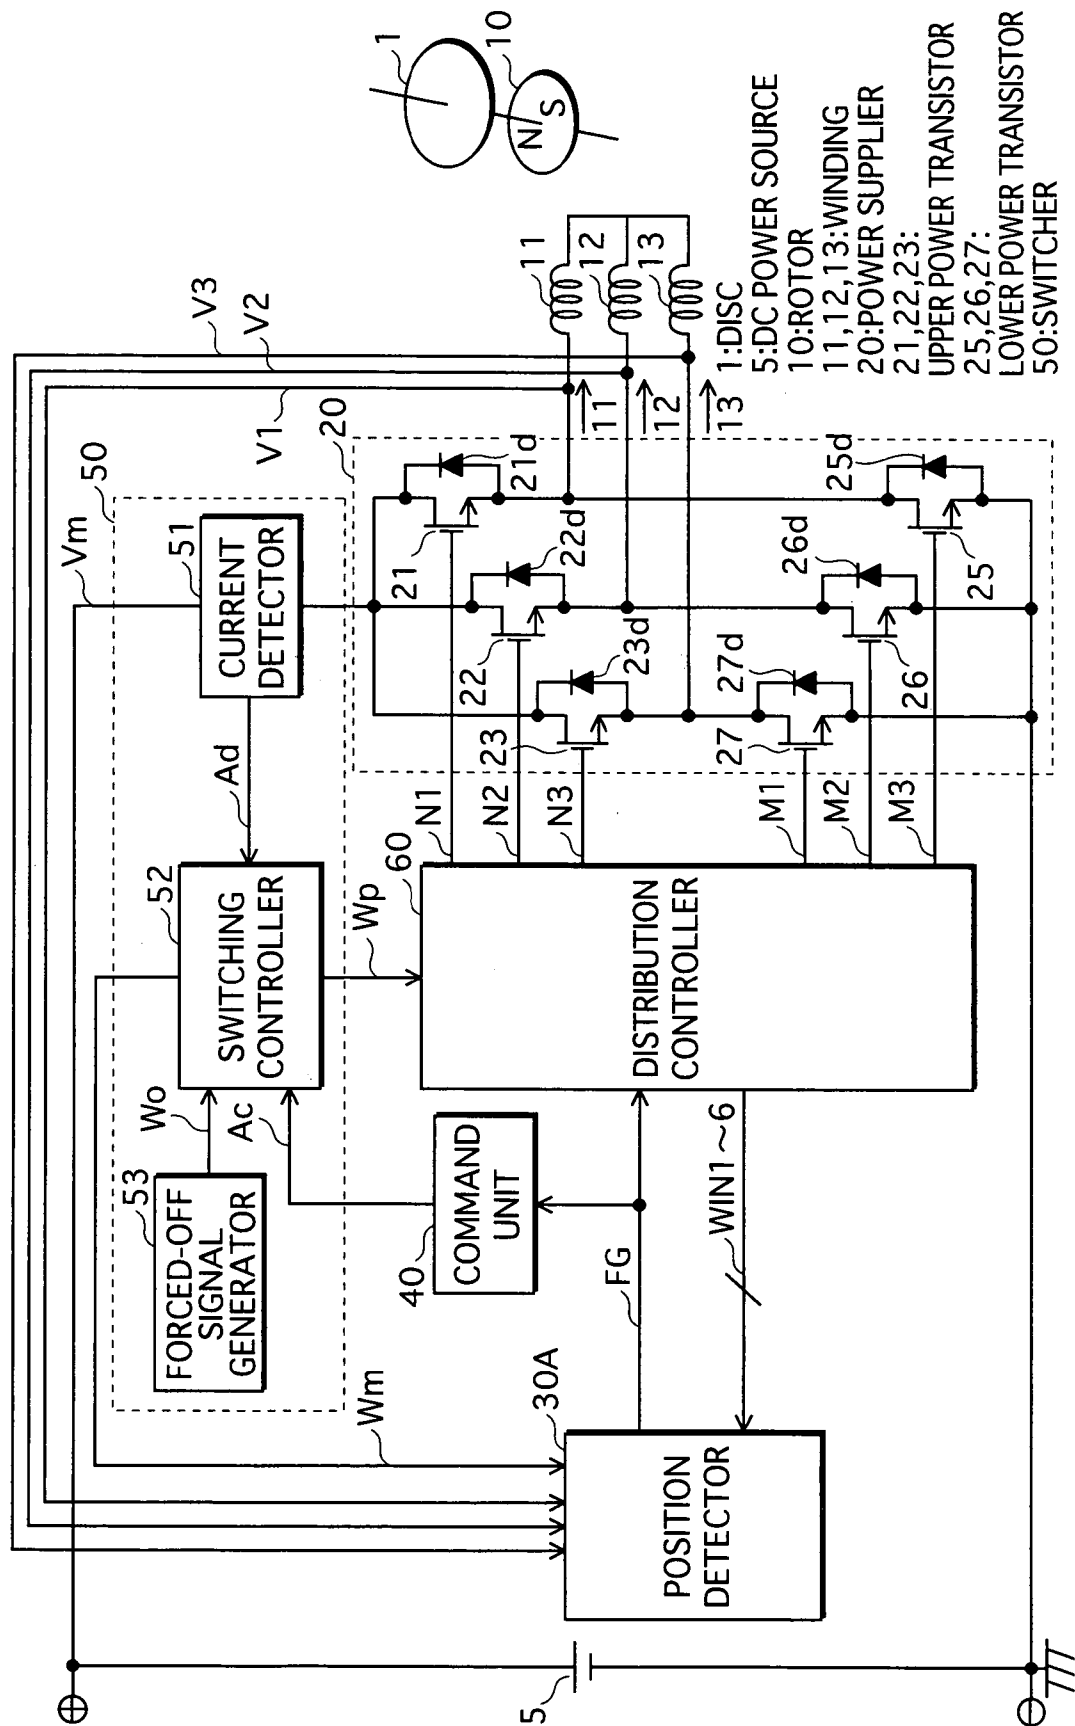 Vm
50
V1
V2
V3
51
CURRENT
DETECTOR
Ad
52
SWITCHING
CONTROLLER
Wo
53
FORCED-OFF
SIGNAL
GENERATOR
Ac
Wp
Wm
20
21
21d
22
22d
23
23d
25
25d
26
26d
27
27d
11
12
13
11
12
13
N1
N2
N3
M1
M2
M3
60
DISTRIBUTION
CONTROLLER
40
COMMAND
UNIT
FG
WIN1~6
30A
POSITION
DETECTOR
5
1
10
N
S
1:DISC
5:DC POWER SOURCE
10:ROTOR
11,12,13:WINDING
20:POWER SUPPLIER
21,22,23:
UPPER POWER TRANSISTOR
25,26,27:
LOWER POWER TRANSISTOR
50:SWITCHER